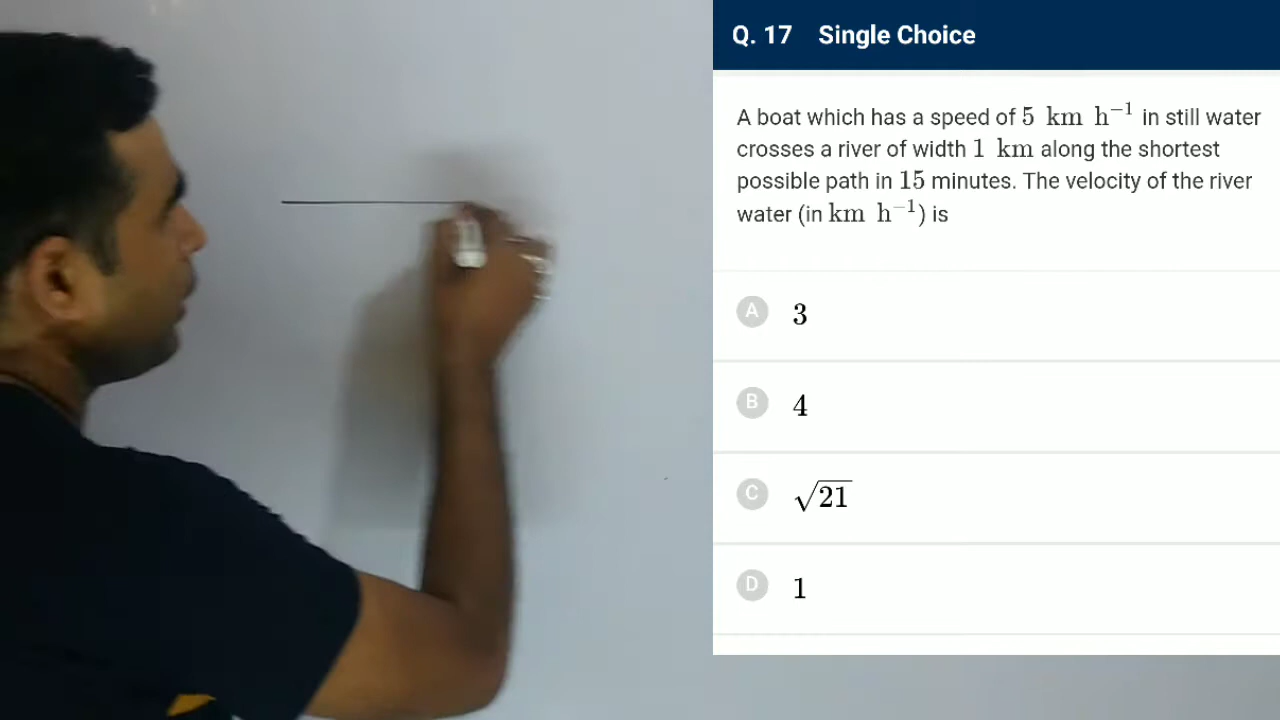 Q. 17 Single Choice
A boat which has a speed of 5 km h⁻¹ in still water
crosses a river of width 1 km along the shortest
possible path in 15 minutes. The velocity of the river
water (in km h⁻¹) is
A 3
B 4
C √21
D 1